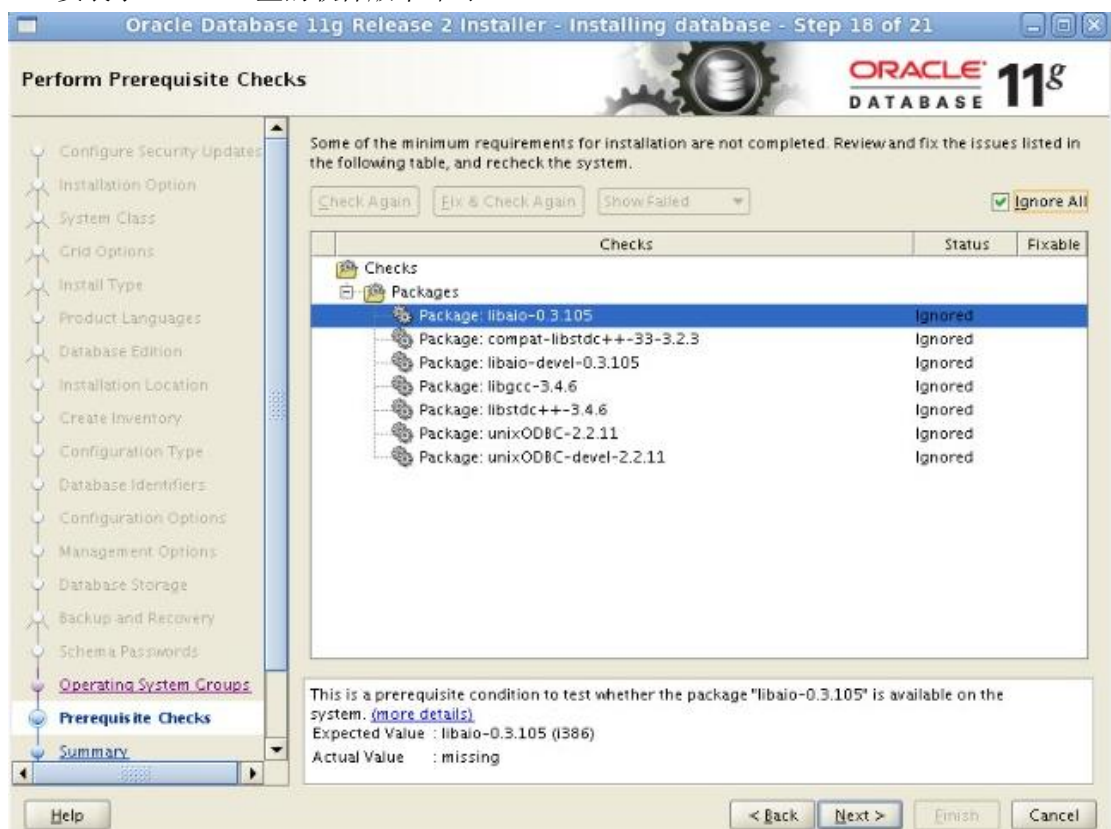 Oracle Database 11g Release 2 Installer - Installing database - Step 18 of 21
Perform Prerequisite Checks
ORACLE 11g
DATABASE
Configure Security Updates
Installation Option
System Class
Grid Options
Install Type
Product Languages
Database Edition
Installation Location
Create Inventory
Configuration Type
Database Identifiers
Configuration Options
Management Options
Database Storage
Backup and Recovery
Schema Passwords
Operating System Groups
Prerequisite Checks
Summary
Some of the minimum requirements for installation are not completed. Review and fix the issues listed in
the following table, and recheck the system.
Check Again Fix & Check Again Show Failed Ignore All
Checks Status Fixable
Checks
Packages
Package: libaio-0.3.105 Ignored
Package: compat-libstdc++-33-3.2.3 Ignored
Package: libaio-devel-0.3.105 Ignored
Package: libgcc-3.4.6 Ignored
Package: libstdc++-3.4.6 Ignored
Package: unixODBC-2.2.11 Ignored
Package: unixODBC-devel-2.2.11 Ignored
This is a prerequisite condition to test whether the package "libaio-0.3.105" is available on the
system. (more details)
Expected Value : libaio-0.3.105 (i386)
Actual Value : missing
Help < Back Next > Finish Cancel